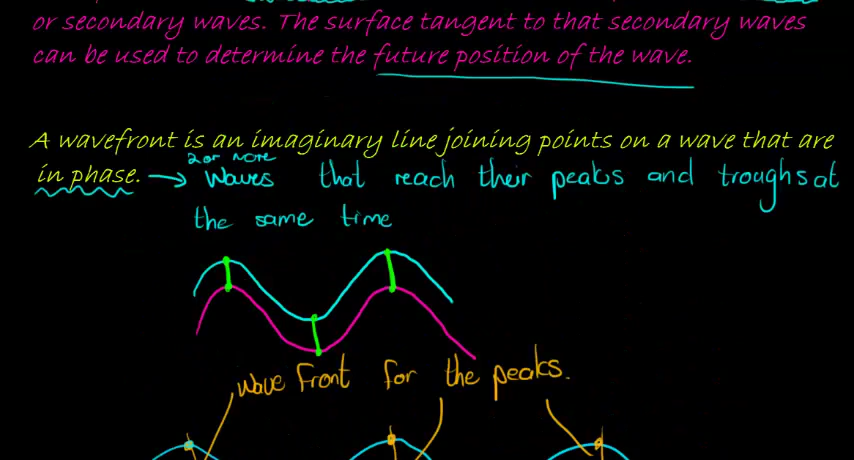 or secondary waves. The surface tangent to that secondary waves
can be used to determine the future position of the wave.
A wavefront is an imaginary line joining points on a wave that are
2 or more
in phase. → Waves that reach their peaks and troughs at
the same time
Wave front for the peaks.